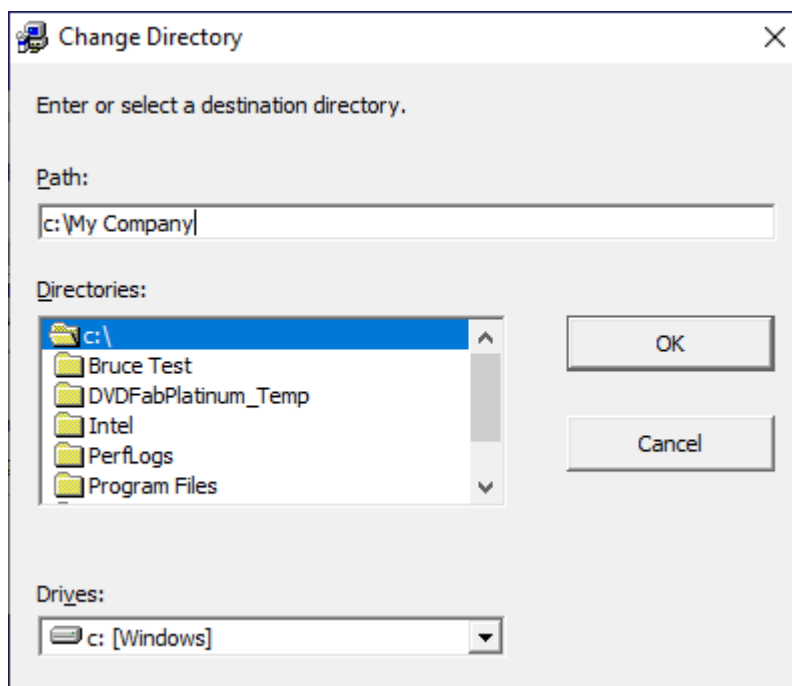 Change Directory
Enter or select a destination directory.
Path:
c:\My Company
Directories:
c:\
Bruce Test
DVDFabPlatinum_Temp
Intel
PerfLogs
Program Files
OK
Cancel
Drives:
c: [Windows]